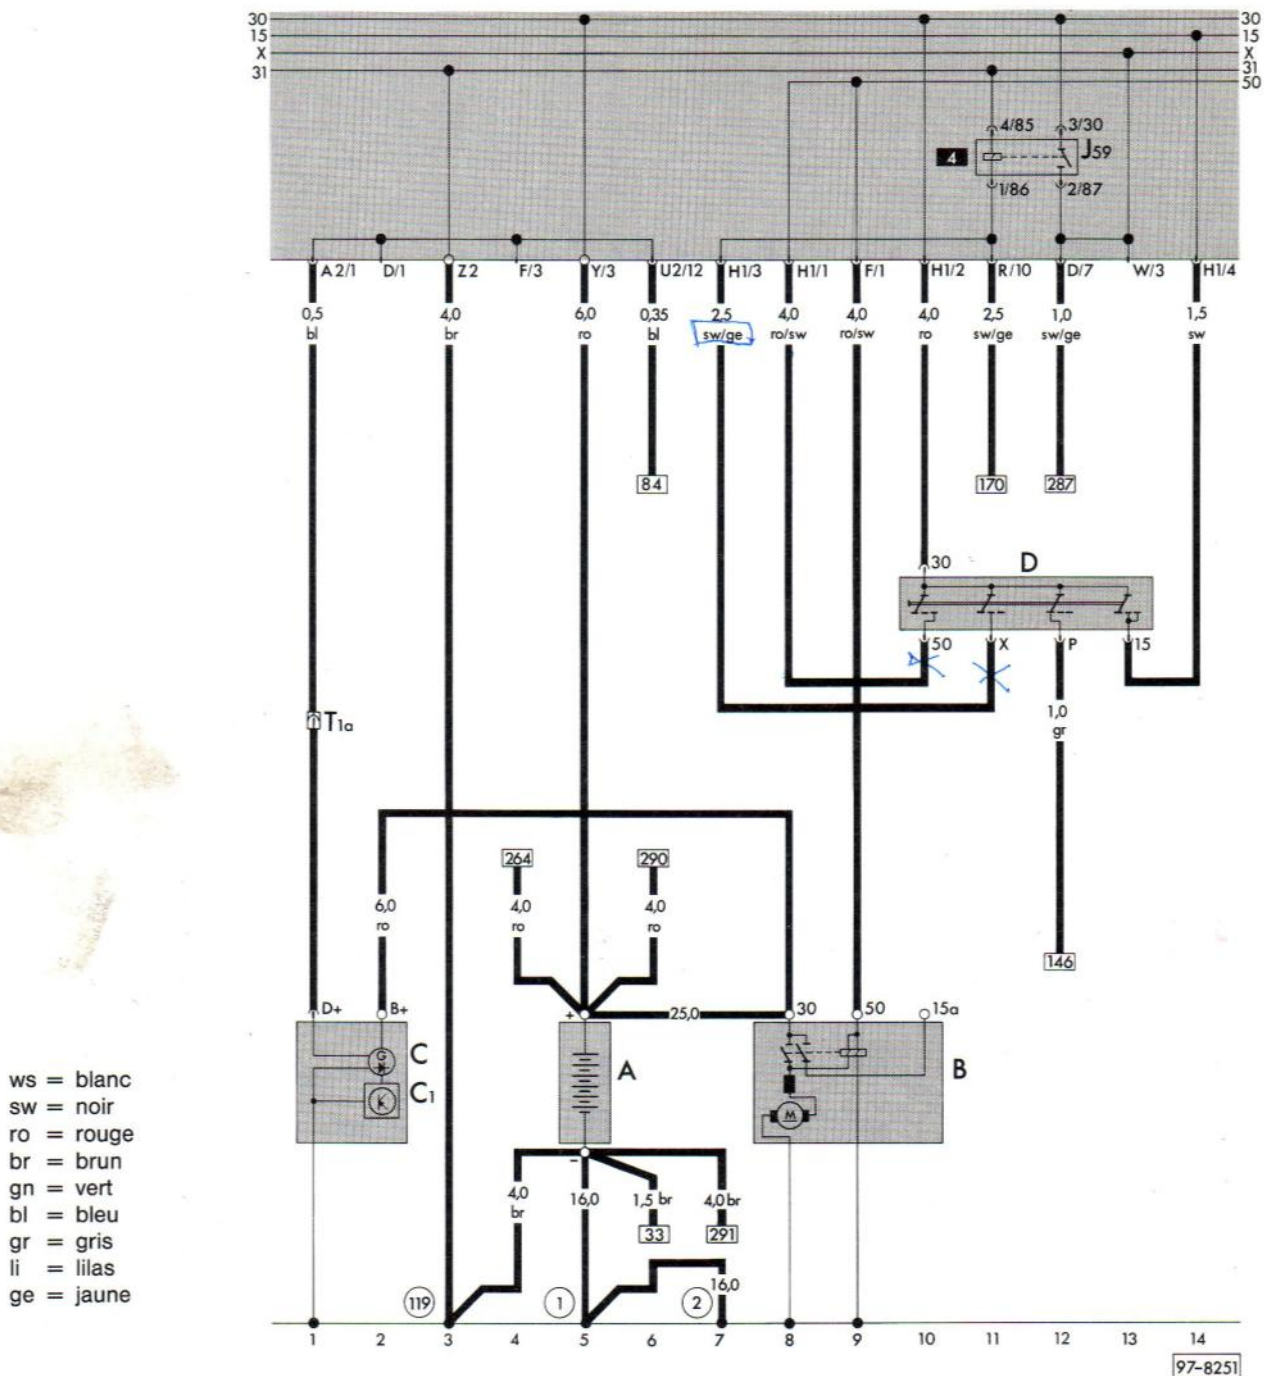 30 30
15 15
X X
31 31
50
4/85 3/30
4 J59
1/86 2/87
A2/1 D/1 Z2 F/3 Y/3 U2/12 H1/3 H1/1 F/1 H1/2 R/10 D/7 W/3 H1/4
0,5 4,0 6,0 0,35 2,5 4,0 4,0 4,0 2,5 1,0 1,5
bl br ro bl sw/ge ro/sw ro/sw ro sw/ge sw/ge sw
84 170 287
30 D
50 X P 15
T1a
1,0
gr
264 290
6,0 4,0 4,0
ro ro ro
146
D+ B+ + 25,0 30 50 15a
G
C A B
C1
M
ws = blanc
sw = noir
ro = rouge
br = brun
gn = vert
bl = bleu
gr = gris
li = lilas
ge = jaune
–
4,0 16,0 1,5 br 4,0 br
br
33 291
16,0
119 1 2
1 2 3 4 5 6 7 8 9 10 11 12 13 14
97-8251